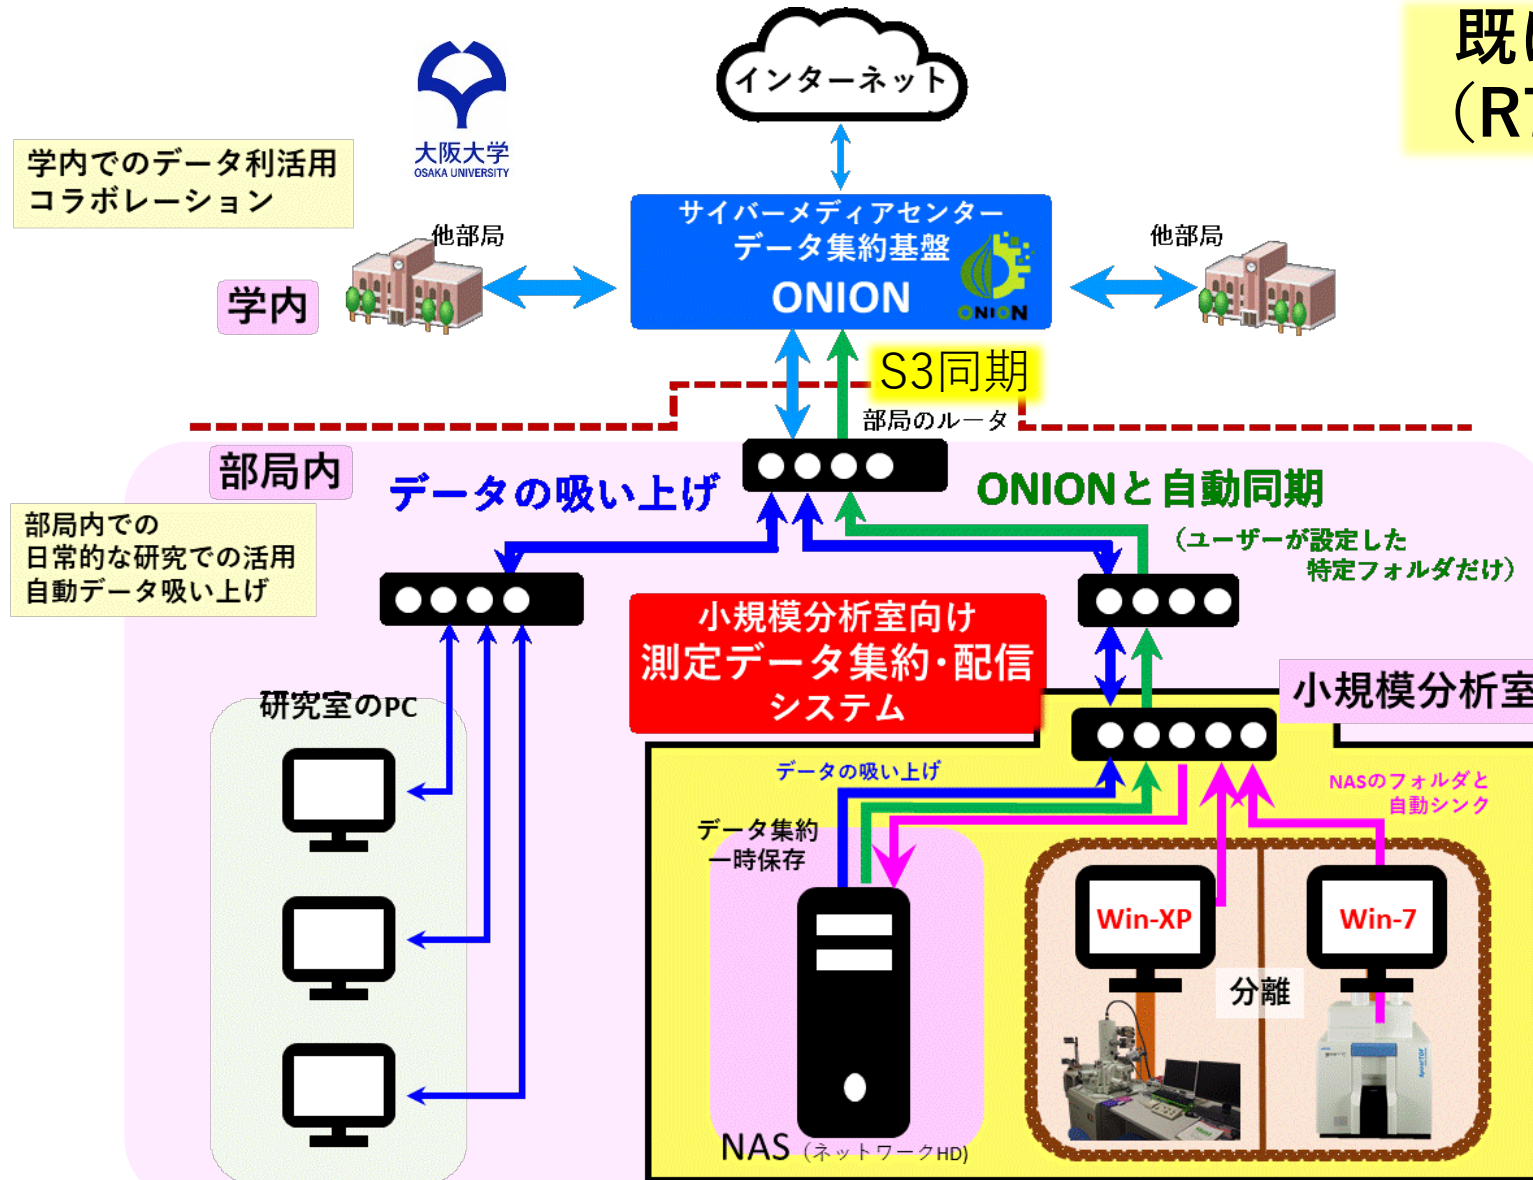 既に
（R7
インターネット
大阪大学
OSAKA UNIVERSITY
学内でのデータ利活用
コラボレーション
サイバーメディアセンター
データ集約基盤
ONION
ONION
他部局
他部局
学内
S3同期
部局のルータ
部局内
データの吸い上げ
ONIONと自動同期
（ユーザーが設定した
特定フォルダだけ）
部局内での
日常的な研究での活用
自動データ吸い上げ
小規模分析室向け
測定データ集約・配信
システム
小規模分析室
研究室のPC
データの吸い上げ
NASのフォルダと
自動シンク
データ集約
一時保存
Win-XP
Win-7
分離
NAS（ネットワークHD)